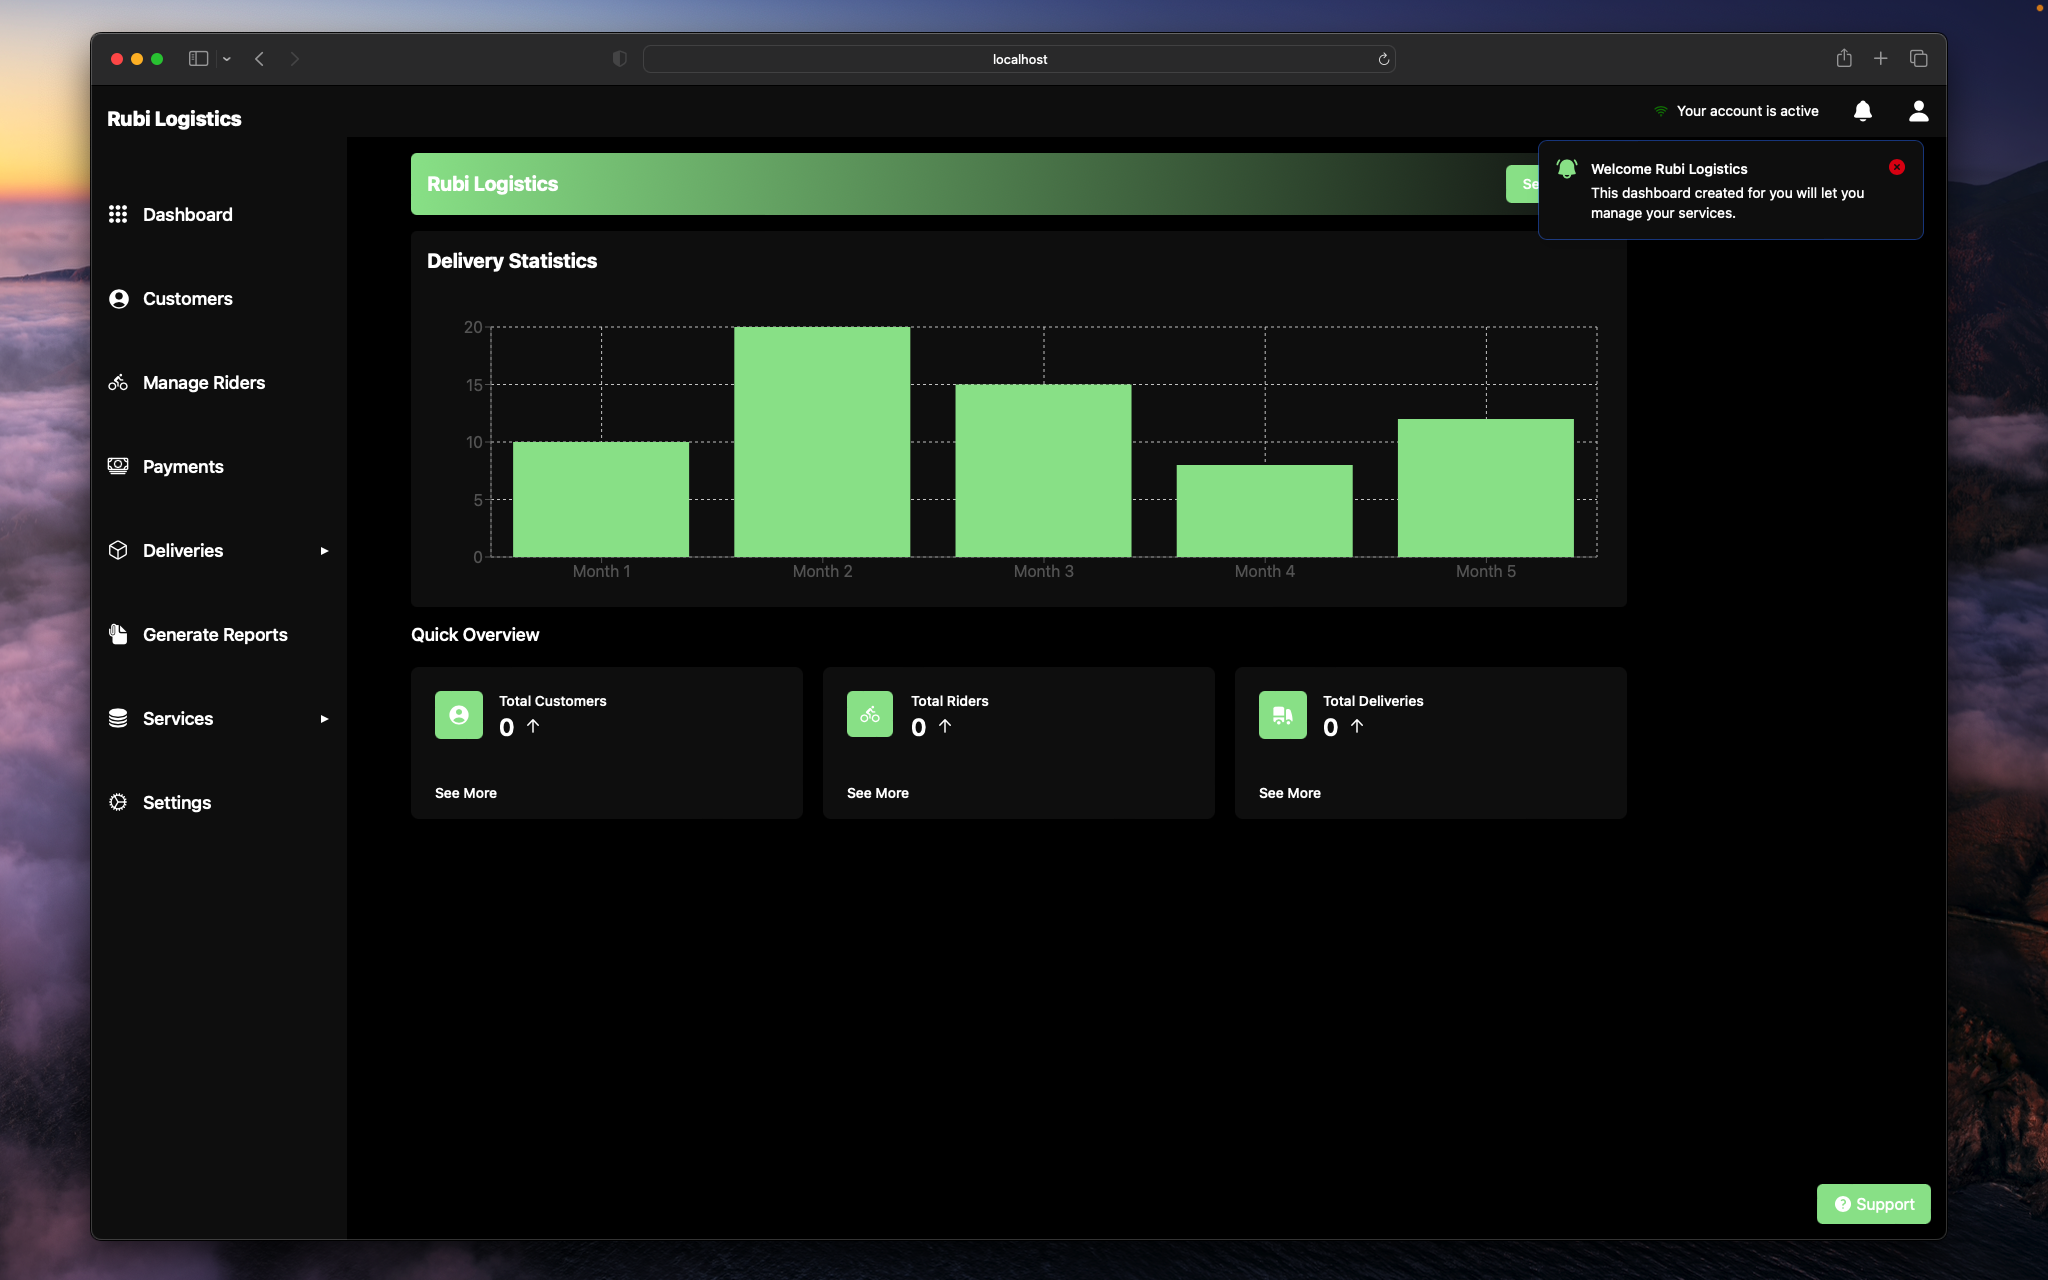 localhost
Rubi Logistics
Your account is active
Dashboard
Customers
Manage Riders
Payments
Deliveries
Generate Reports
Services
Settings
Rubi Logistics
Se
Welcome Rubi Logistics
This dashboard created for you will let you
manage your services.
Delivery Statistics
20
15
10
5
0
Month 1
Month 2
Month 3
Month 4
Month 5
Quick Overview
Total Customers
0
See More
Total Riders
0
See More
Total Deliveries
0
See More
Support